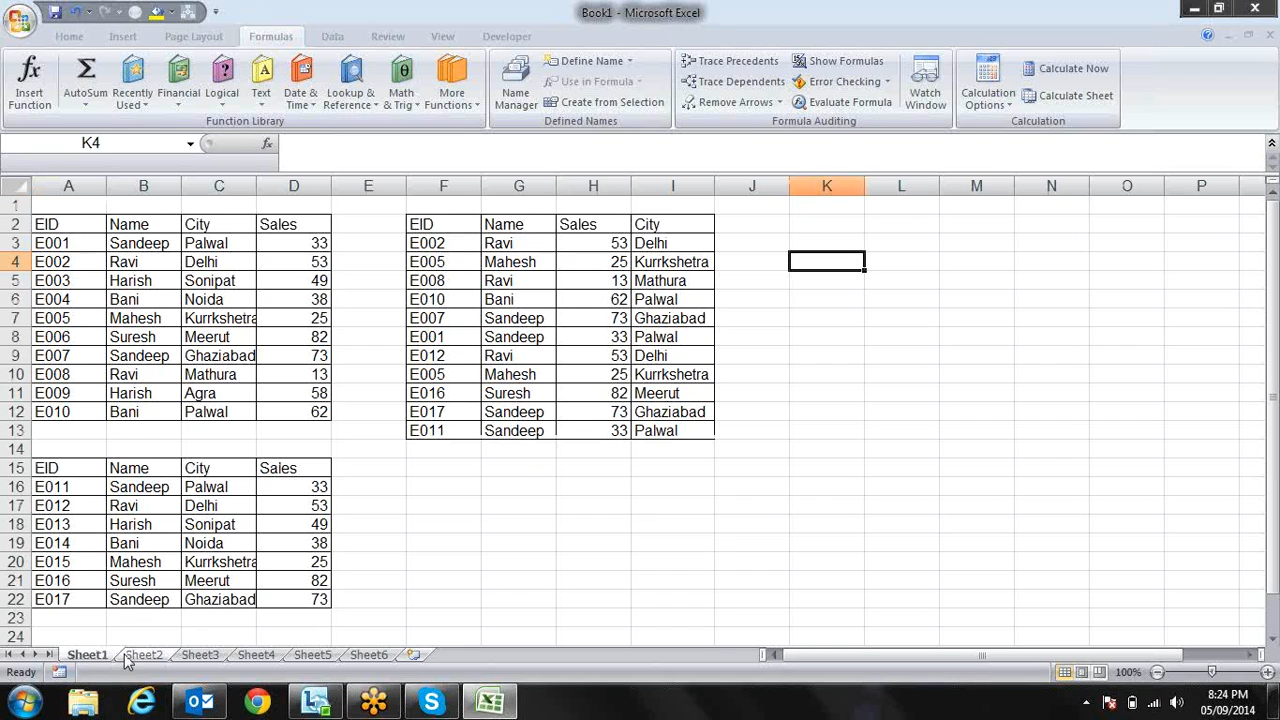 Book1 - Microsoft Excel
Home Insert Page Layout Formulas Data Review View Developer
Insert Function
AutoSum
Recently Used
Financial
Logical
Text
Date & Time
Lookup & Reference
Math & Trig
More Functions
Function Library
Name Manager
Define Name
Use in Formula
Create from Selection
Defined Names
Trace Precedents
Trace Dependents
Remove Arrows
Show Formulas
Error Checking
Evaluate Formula
Formula Auditing
Watch Window
Calculation Options
Calculate Now
Calculate Sheet
Calculation
K4 fx
A B C D E F G H I J K L M N O P
1
2 EID Name City Sales EID Name Sales City
3 E001 Sandeep Palwal 33 E002 Ravi 53 Delhi
4 E002 Ravi Delhi 53 E005 Mahesh 25 Kurrkshetra
5 E003 Harish Sonipat 49 E008 Ravi 13 Mathura
6 E004 Bani Noida 38 E010 Bani 62 Palwal
7 E005 Mahesh Kurrkshetra 25 E007 Sandeep 73 Ghaziabad
8 E006 Suresh Meerut 82 E001 Sandeep 33 Palwal
9 E007 Sandeep Ghaziabad 73 E012 Ravi 53 Delhi
10 E008 Ravi Mathura 13 E005 Mahesh 25 Kurrkshetra
11 E009 Harish Agra 58 E016 Suresh 82 Meerut
12 E010 Bani Palwal 62 E017 Sandeep 73 Ghaziabad
13 E011 Sandeep 33 Palwal
14
15 EID Name City Sales
16 E011 Sandeep Palwal 33
17 E012 Ravi Delhi 53
18 E013 Harish Sonipat 49
19 E014 Bani Noida 38
20 E015 Mahesh Kurrkshetra 25
21 E016 Suresh Meerut 82
22 E017 Sandeep Ghaziabad 73
23
24
Sheet1 Sheet2 Sheet3 Sheet4 Sheet5 Sheet6
Ready 100%
8:24 PM
05/09/2014